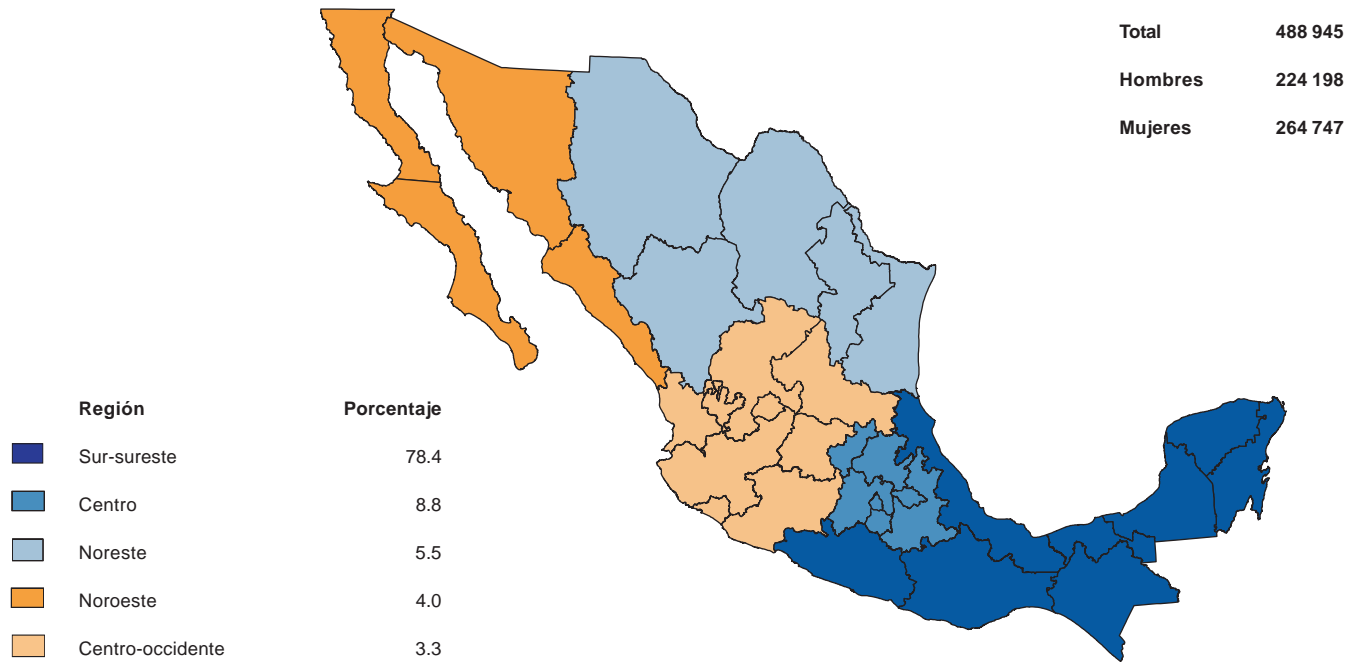 Total 488 945
Hombres 224 198
Mujeres 264 747
Región Porcentaje
Sur-sureste 78.4
Centro 8.8
Noreste 5.5
Noroeste 4.0
Centro-occidente 3.3